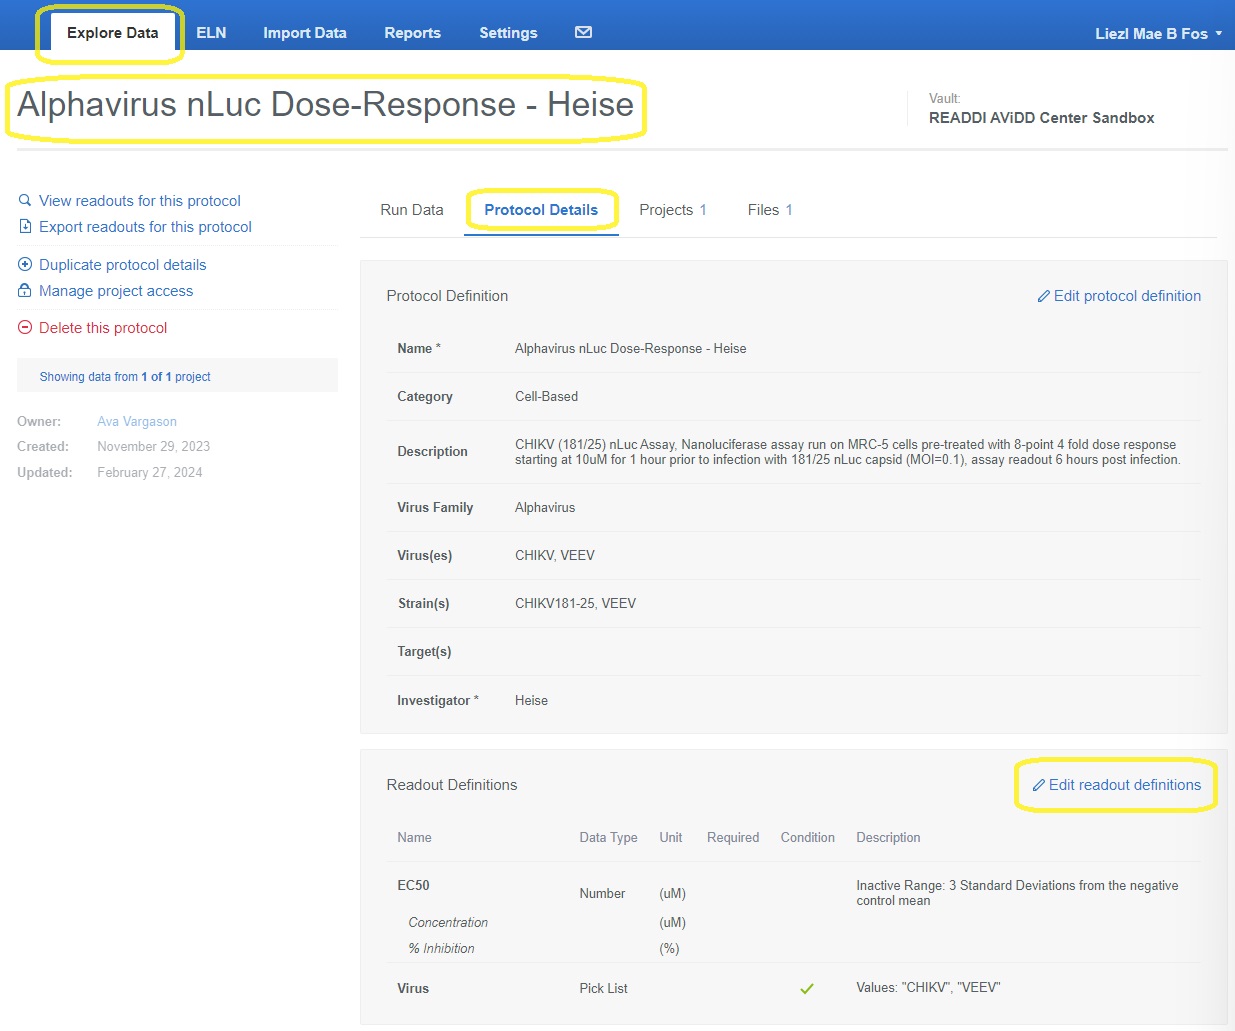 Explore Data ELN Import Data Reports Settings Liezl Mae B Fos
Alphavirus nLuc Dose-Response - Heise
Vault:
READDI AViDD Center Sandbox
View readouts for this protocol
Export readouts for this protocol
Duplicate protocol details
Manage project access
Delete this protocol
Showing data from 1 of 1 project
Owner: Ava Vargason
Created: November 29, 2023
Updated: February 27, 2024
Run Data Protocol Details Projects 1 Files 1
Protocol Definition Edit protocol definition
Name * Alphavirus nLuc Dose-Response - Heise
Category Cell-Based
Description CHIKV (181/25) nLuc Assay, Nanoluciferase assay run on MRC-5 cells pre-treated with 8-point 4 fold dose response
starting at 10uM for 1 hour prior to infection with 181/25 nLuc capsid (MOI=0.1), assay readout 6 hours post infection.
Virus Family Alphavirus
Virus(es) CHIKV, VEEV
Strain(s) CHIKV181-25, VEEV
Target(s)
Investigator * Heise
Readout Definitions Edit readout definitions
Name Data Type Unit Required Condition Description
EC50 Number (uM) Inactive Range: 3 Standard Deviations from the negative
control mean
Concentration (uM)
% Inhibition (%)
Virus Pick List Values: "CHIKV", "VEEV"